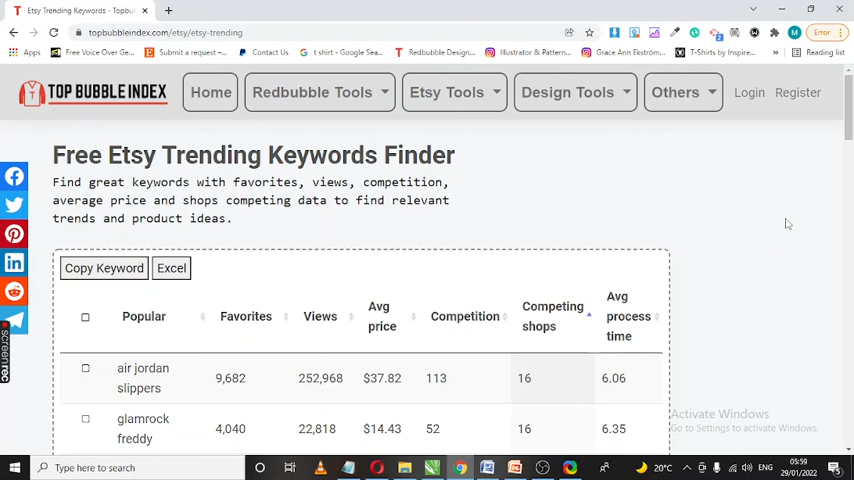 Etsy Trending Keywords - Topbu
topbubbleindex.com/etsy/etsy-trending
Error
Apps
Free Voice Over Ge...
Submit a request –...
Contact Us
t shirt - Google Sea...
Redbubble Design...
Illustrator & Pattern...
Grace Ann Ekström...
T-Shirts by Inspire...
Reading list
TOP BUBBLE INDEX
Home
Redbubble Tools
Etsy Tools
Design Tools
Others
Login
Register
Free Etsy Trending Keywords Finder
Find great keywords with favorites, views, competition,
average price and shops competing data to find relevant
trends and product ideas.
Copy Keyword
Excel
Popular
Favorites
Views
Avg
price
Competition
Competing
shops
Avg
process
time
air jordan
slippers
9,682
252,968
$37.82
113
16
6.06
glamrock
freddy
4,040
22,818
$14.43
52
16
6.35
screenrec
Activate Windows
Go to Settings to activate Windows.
Type here to search
20°C
ENG
05:59
29/01/2022